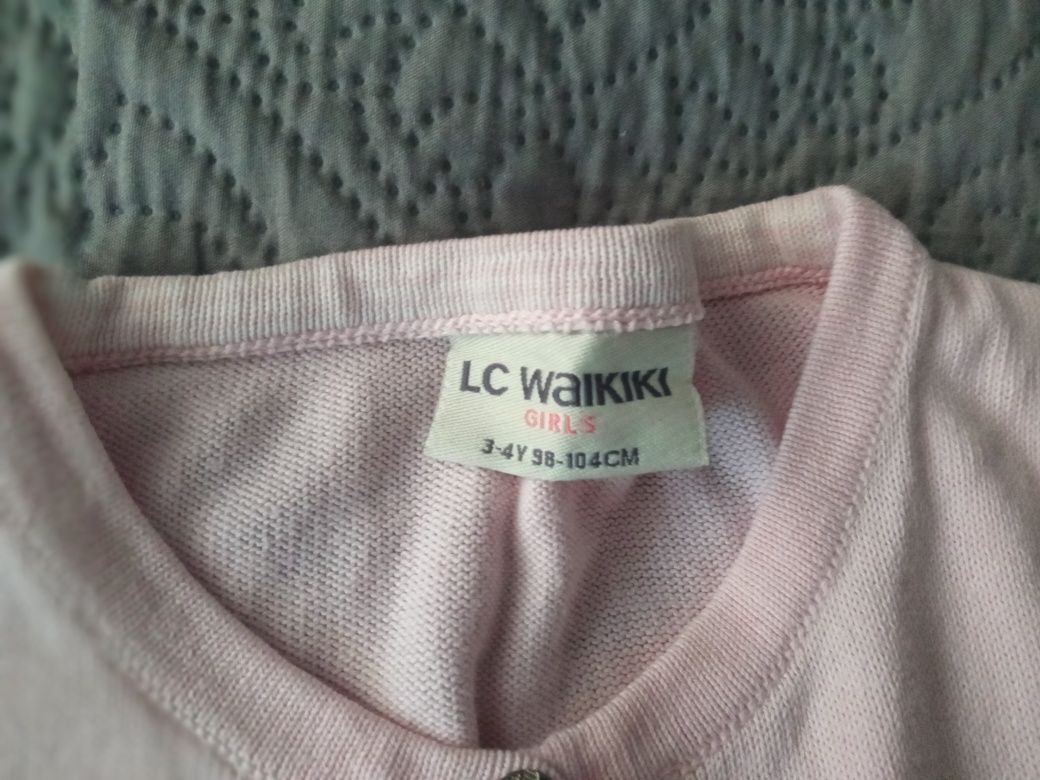 LC WaIKIKI
GIRLS
3-4Y 98-104CM